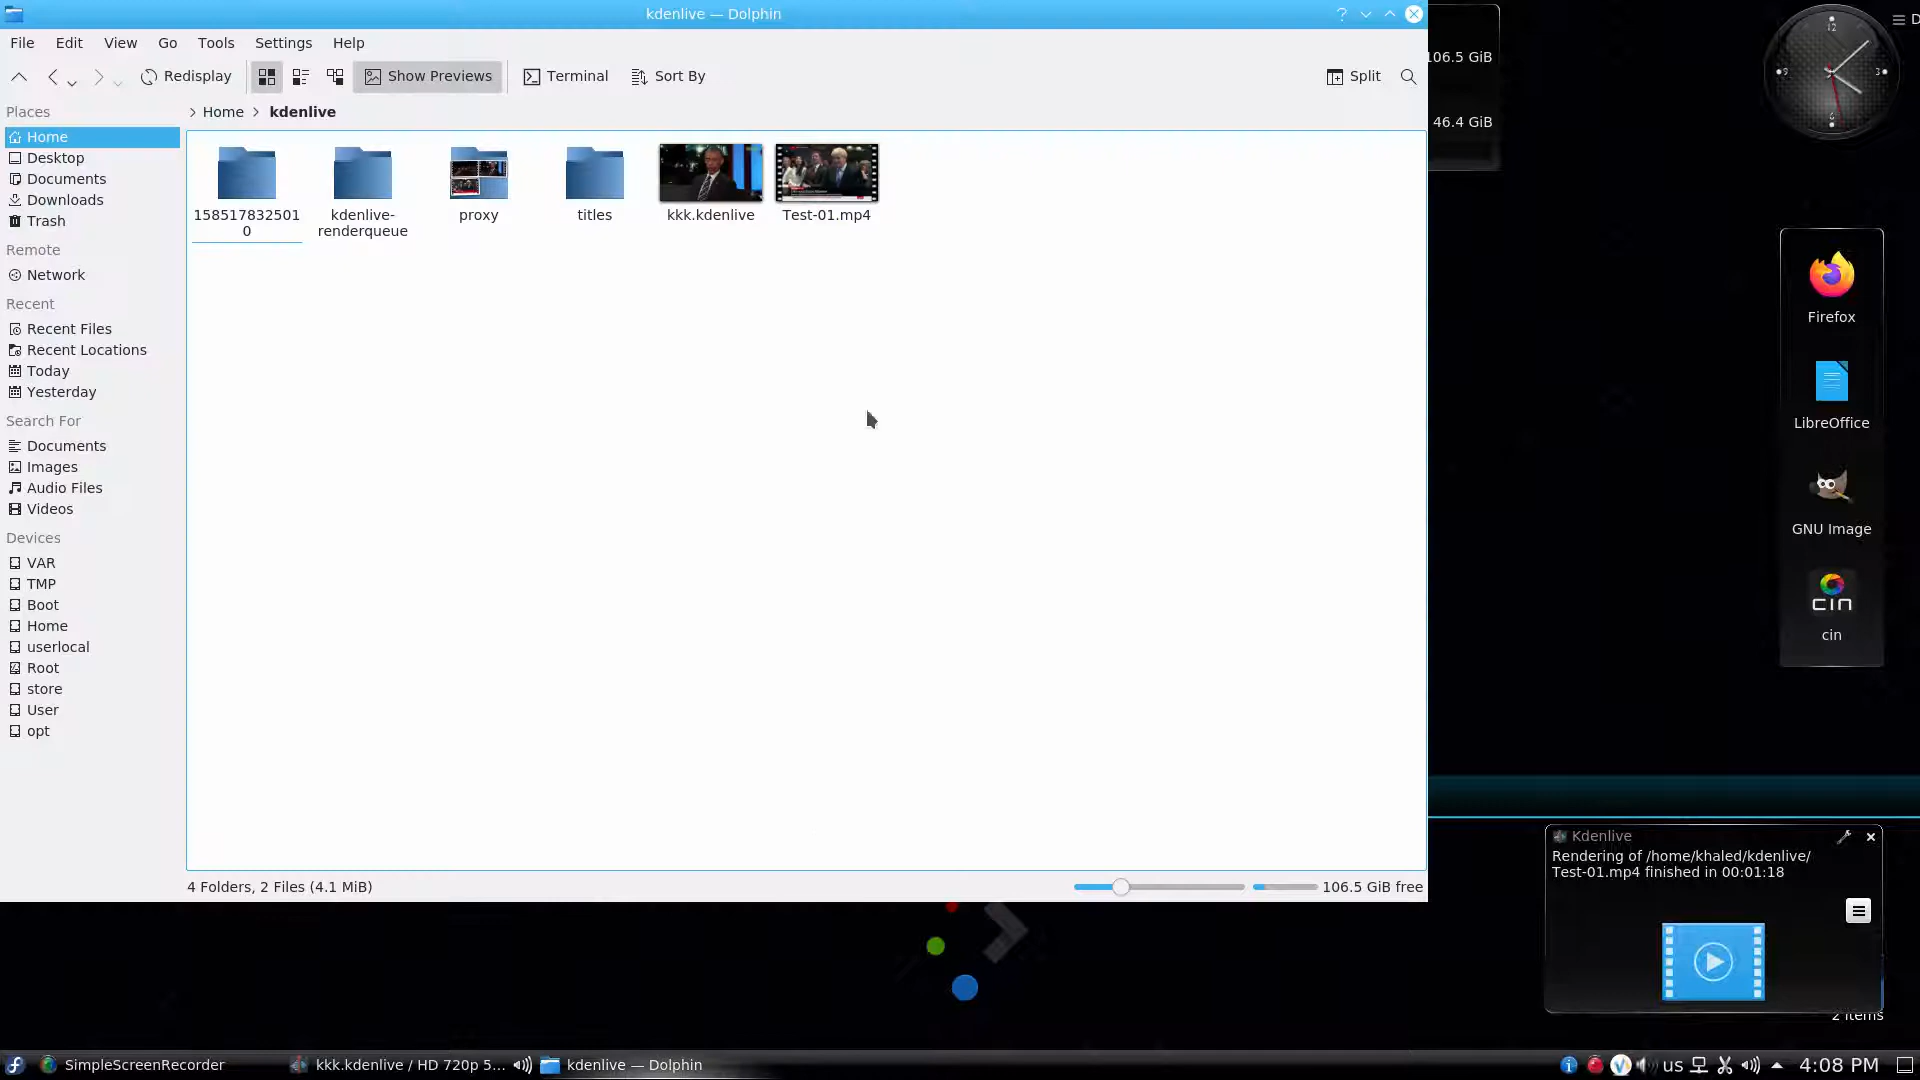 kdenlive — Dolphin
File Edit View Go Tools Settings Help
Redisplay Show Previews Terminal Sort By Split
Places
Home
Desktop
Documents
Downloads
Trash
Remote
Network
Recent
Recent Files
Recent Locations
Today
Yesterday
Search For
Documents
Images
Audio Files
Videos
Devices
VAR
TMP
Boot
Home
userlocal
Root
store
User
opt
Home kdenlive
158517832501
0
kdenlive-
renderqueue
proxy
titles
kkk.kdenlive
Test-01.mp4
4 Folders, 2 Files (4.1 MiB)
106.5 GiB free
106.5 GiB
46.4 GiB
D
12
3
6
9
Firefox
LibreOffice
GNU Image
cin
cin
Kdenlive
Rendering of /home/khaled/kdenlive/
Test-01.mp4 finished in 00:01:18
2 items
SimpleScreenRecorder
kkk.kdenlive / HD 720p 5...
kdenlive — Dolphin
us
4:08 PM